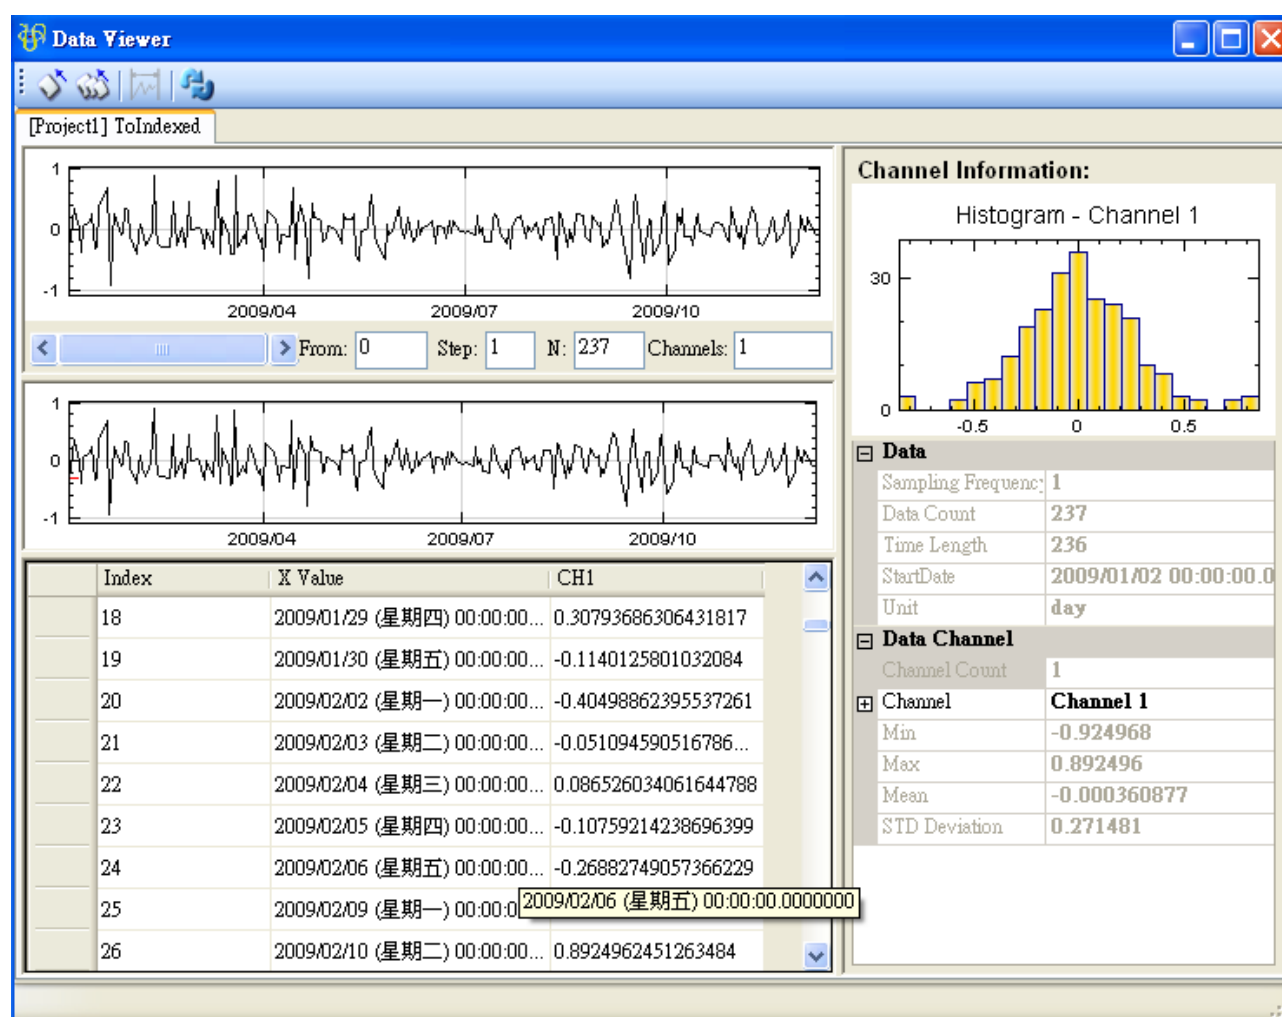 Data Viewer
[Project1] ToIndexed
1
0
-1
2009/04 2009/07 2009/10
From: 0 Step: 1 N: 237 Channels: 1
1
0
-1
2009/04 2009/07 2009/10
Index X Value CH1
18 2009/01/29 (星期四) 00:00:00... 0.30793686306431817
19 2009/01/30 (星期五) 00:00:00... -0.1140125801032084
20 2009/02/02 (星期一) 00:00:00... -0.40498862395537261
21 2009/02/03 (星期二) 00:00:00... -0.051094590516786...
22 2009/02/04 (星期三) 00:00:00... 0.086526034061644788
23 2009/02/05 (星期四) 00:00:00... -0.10759214238696399
24 2009/02/06 (星期五) 00:00:00... -0.26882749057366229
25 2009/02/09 (星期一) 00:00:0
2009/02/06 (星期五) 00:00:00.0000000
26 2009/02/10 (星期二) 00:00:00... 0.8924962451263484
Channel Information:
Histogram - Channel 1
30
0
-0.5 0 0.5
Data
Sampling Frequenc 1
Data Count 237
Time Length 236
StartDate 2009/01/02 00:00:00.0
Unit day
Data Channel
Channel Count 1
Channel Channel 1
Min -0.924968
Max 0.892496
Mean -0.000360877
STD Deviation 0.271481